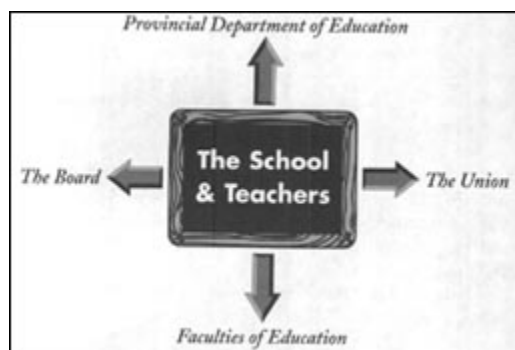 Provincial Department of Education
The Board
The School
& Teachers
The Union
Faculties of Education